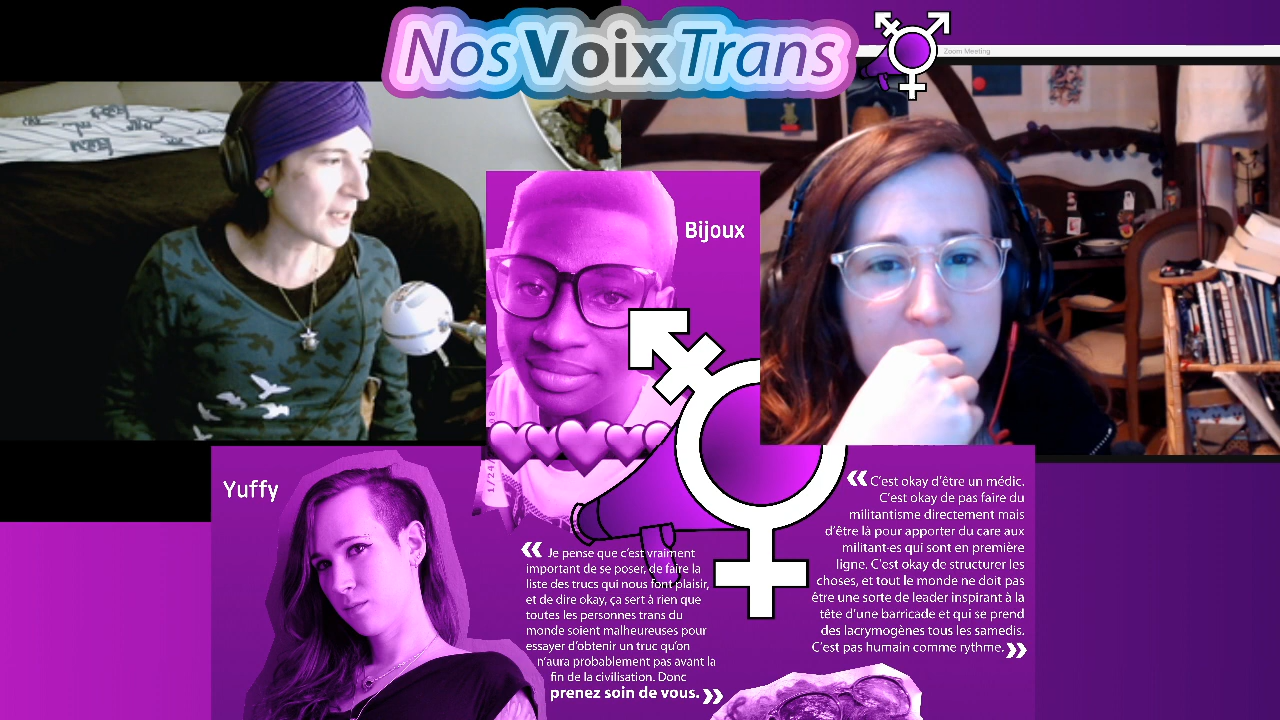 Nos Voix Trans
Zoom Meeting
Bijoux
Yuffy
« Je pense que c'est vraiment
important de se poser, de faire la
liste des trucs qui nous font plaisir,
et de dire okay, ça sert à rien que
toutes les personnes trans du
monde soient malheureuses pour
essayer d'obtenir un truc qu'on
n'aura probablement pas avant la
fin de la civilisation. Donc
prenez soin de vous. »
« C'est okay d'être un médic.
C'est okay de pas faire du
militantisme directement mais
d'être là pour apporter du care aux
militant·es qui sont en première
ligne. C'est okay de structurer les
choses, et tout le monde ne doit pas
être une sorte de leader inspirant à la
tête d'une barricade et qui se prend
des lacrymogènes tous les samedis.
C'est pas humain comme rythme. »